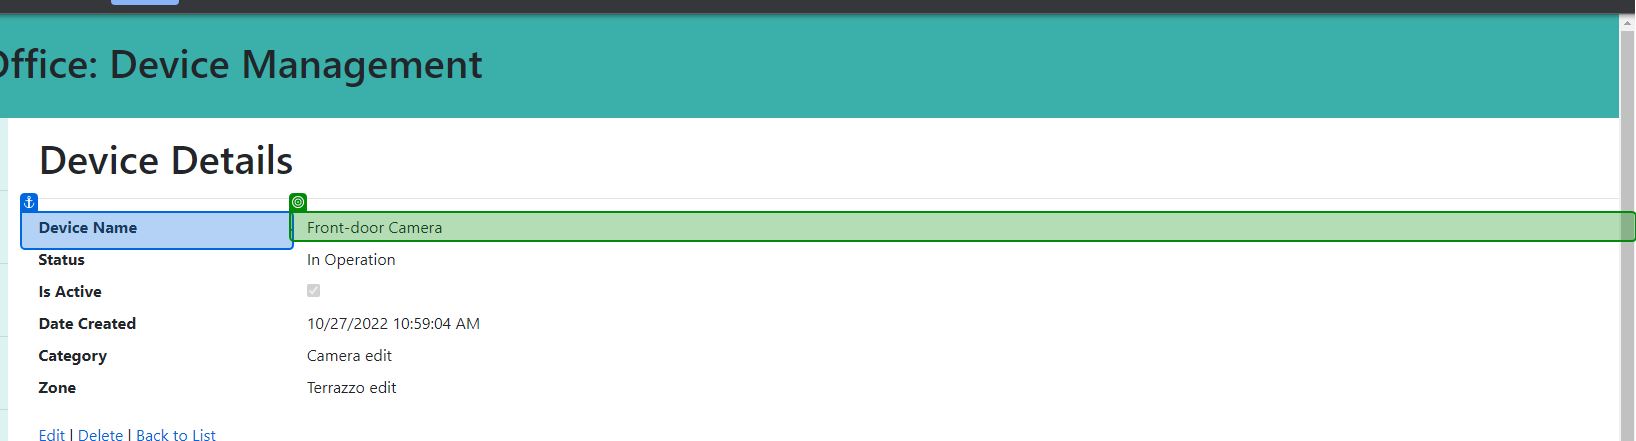 Office: Device Management
Device Details
Device Name Front-door Camera
Status In Operation
Is Active
Date Created 10/27/2022 10:59:04 AM
Category Camera edit
Zone Terrazzo edit
Edit | Delete | Back to List